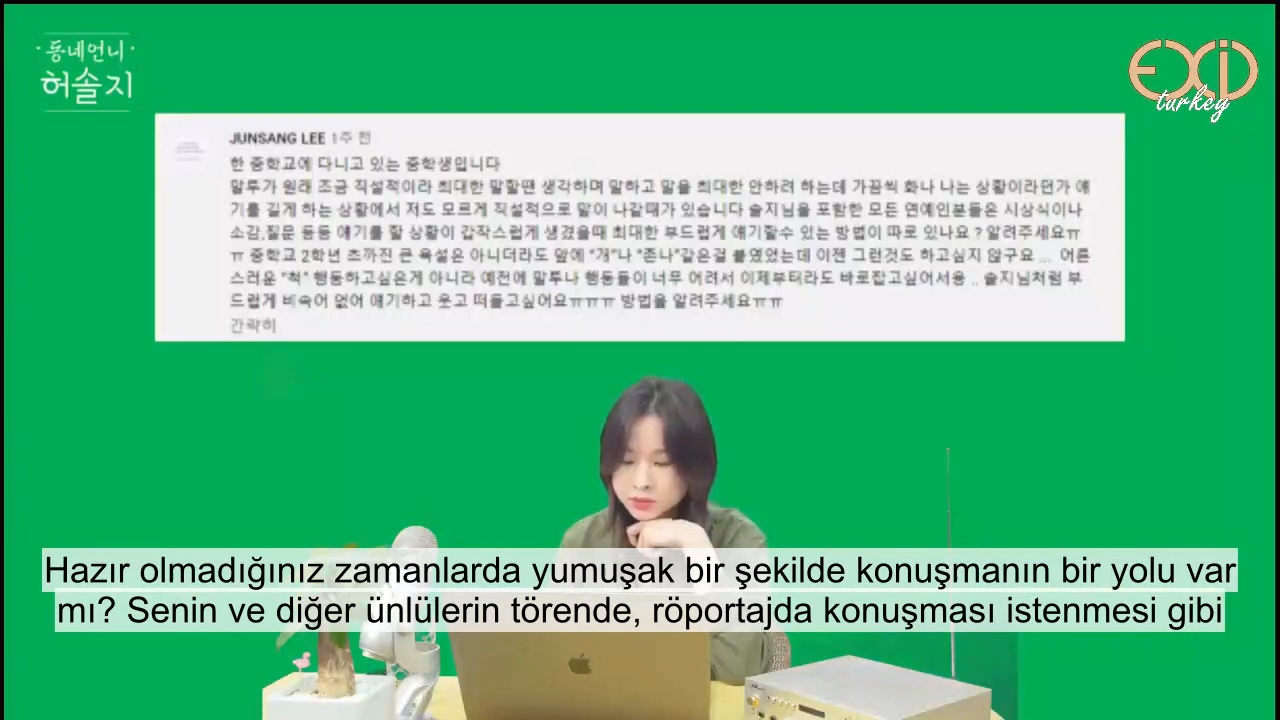 ·동네언니·
허솔지
EXID
turkey
JUNSANG LEE 1주 전
한 중학교에 다니고 있는 중학생입니다
말투가 원래 조금 직설적이라 최대한 말할땐 생각하며 말하고 말을 최대한 안하려 하는데 가끔씩 화나 나는 상황이라던가 얘
기를 길게 하는 상황에서 저도 모르게 직설적으로 말이 나갈때가 있습니다 솔지님을 포함한 모든 연예인분들은 시상식이나
소감,질문 등등 얘기를 할 상황이 갑작스럽게 생겼을때 최대한 부드럽게 얘기할수 있는 방법이 따로 있나요 ? 알려주세요ㅠ
ㅠ 중학교 2학년 초까진 큰 욕설은 아니더라도 앞에 "개"나 "존나"같은걸 붙였었는데 이젠 그런것도 하고싶지 않구요 ... 어른
스러운 "척" 행동하고싶은게 아니라 예전에 말투나 행동들이 너무 어려서 이제부터라도 바로잡고싶어서용 .. 솔지님처럼 부
드럽게 비속어 없이 얘기하고 웃고 떠들고싶어요ㅠㅠㅠ 방법을 알려주세요ㅠㅠ
간략히
Hazır olmadığınız zamanlarda yumuşak bir şekilde konuşmanın bir yolu var
mı? Senin ve diğer ünlülerin törende, röportajda konuşması istenmesi gibi